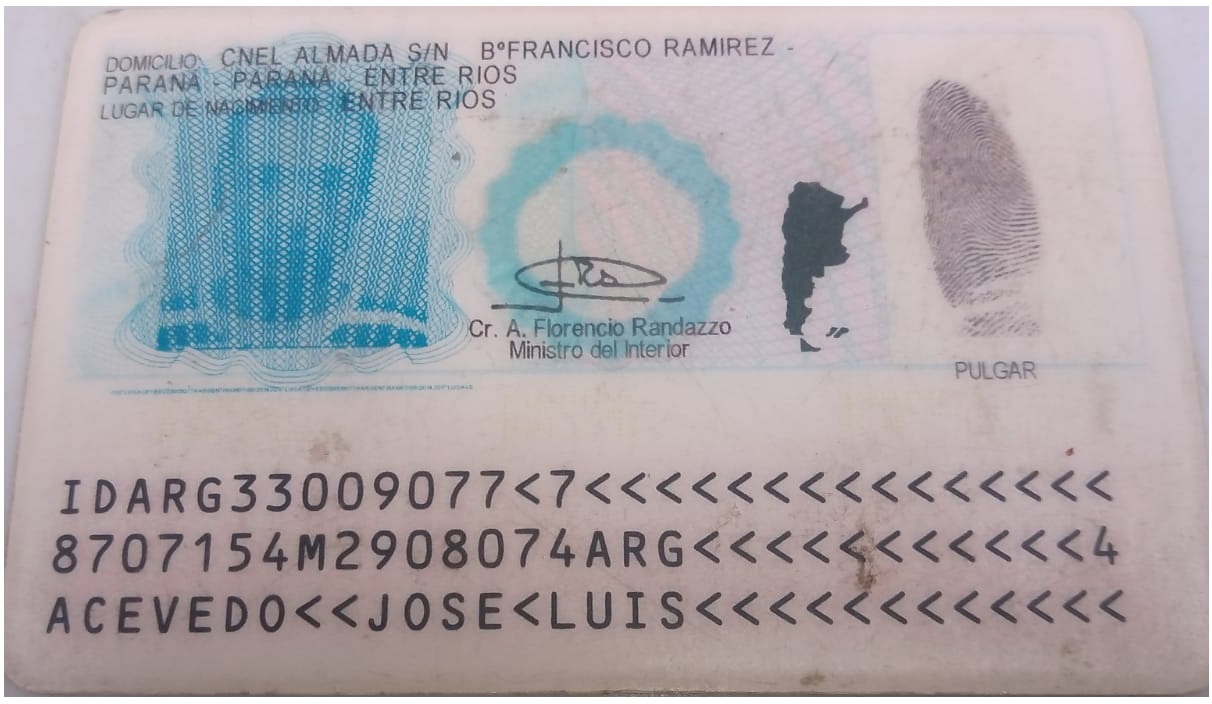 DOMICILIO: CNEL ALMADA S/N BºFRANCISCO RAMIREZ -
PARANA - PARANA - ENTRE RIOS
LUGAR DE NACIMIENTO: ENTRE RIOS
Cr. A. Florencio Randazzo
Ministro del Interior
PULGAR
IDARG33009077<7<<<<<<<<<<<<<<<
8707154M2908074ARG<<<<<<<<<<<4
ACEVEDO<<JOSE<LUIS<<<<<<<<<<<<